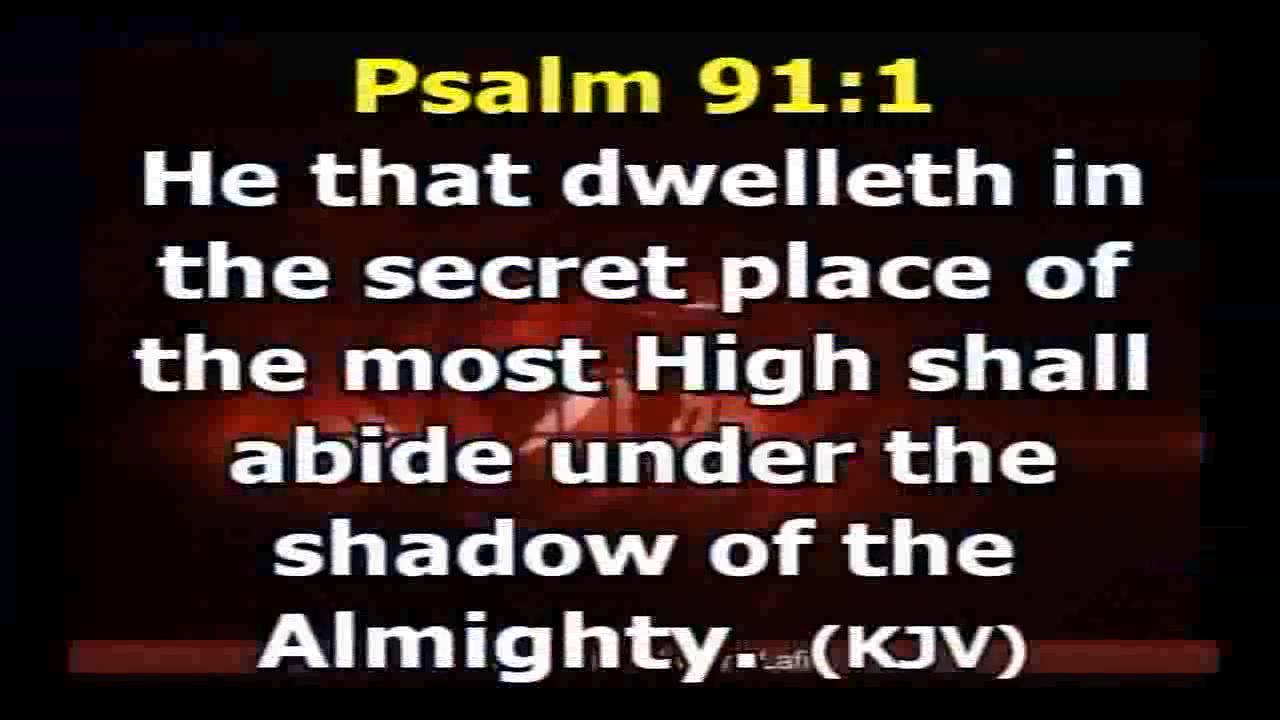 Psalm 91:1
He that dwelleth in
the secret place of
the most High shall
abide under the
shadow of the
Almighty. (KJV)